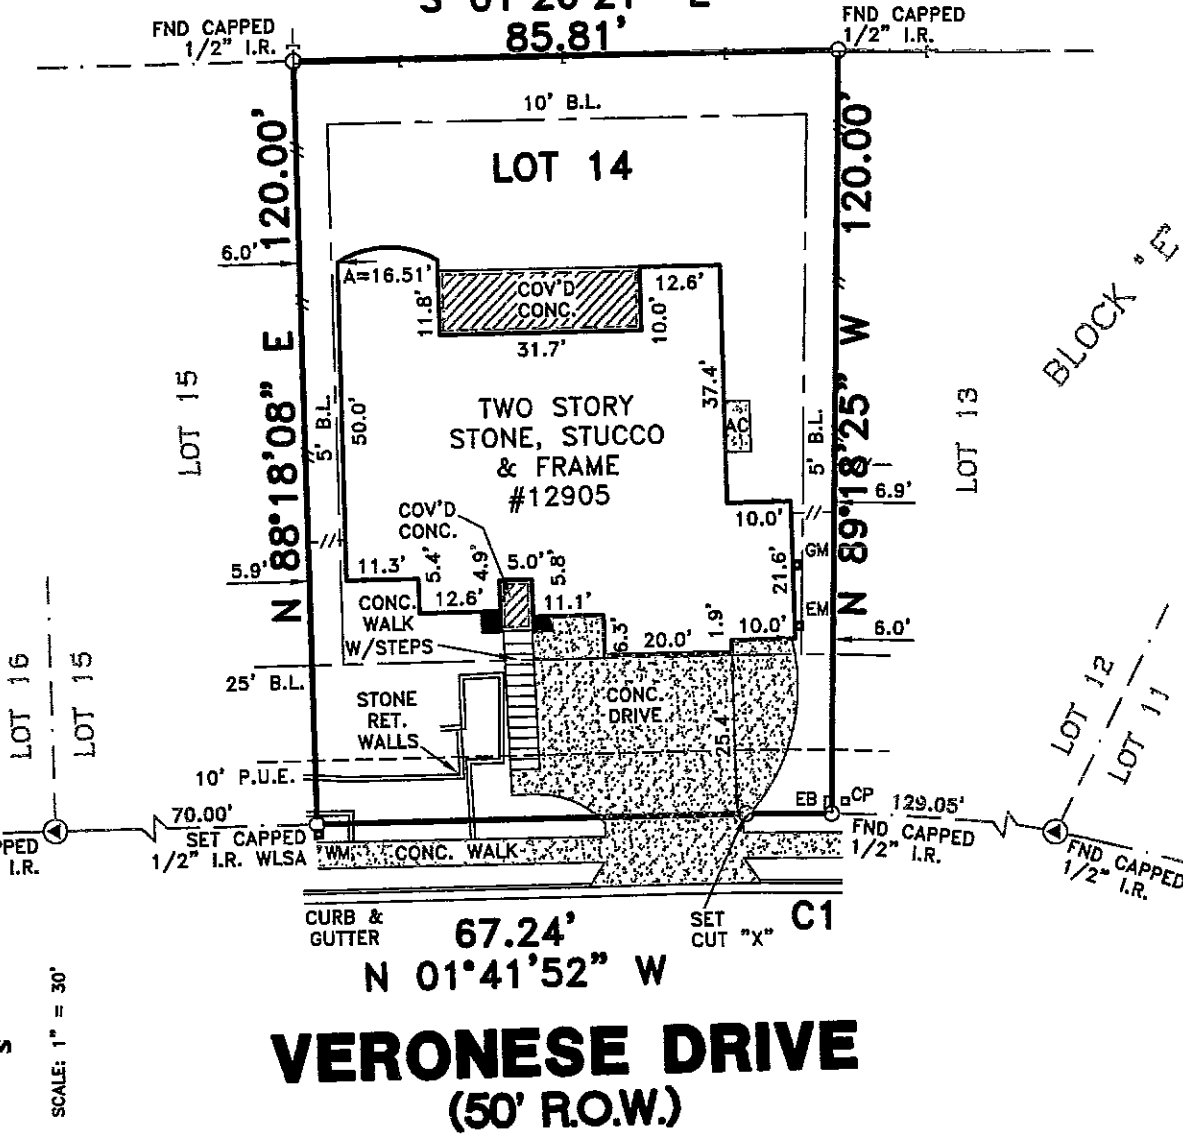 85.81'
FND CAPPED
1/2" I.R.
FND CAPPED
1/2" I.R.
10' B.L.
LOT 14
120.00'
120.00'
BLOCK "E
6.0'
A=16.51'
11.8'
COV'D
CONC.
12.6'
10.0'
31.7'
N 88°18'08" E
N 89°18'25" W
LOT 15
5' B.L.
50.0'
TWO STORY
STONE, STUCCO
& FRAME
#12905
37.4'
AC
5' B.L.
LOT 13
6.9'
COV'D
CONC.
10.0'
5.9'
11.3'
5.4'
4.9'
5.0'
5.8'
21.6'
GM
EM
CONC.
WALK
W/STEPS
12.6'
11.1'
6.3'
20.0'
1.9'
10.0'
6.0'
LOT 16
LOT 15
25' B.L.
STONE
RET.
WALLS
CONC.
DRIVE
25.4'
LOT 12
LOT 11
10' P.U.E.
70.00'
SET CAPPED
1/2" I.R. WLSA
WM
CONC. WALK
EB
CP
129.05'
FND CAPPED
1/2" I.R.
FND CAPPED
1/2" I.R.
I.R.
CURB &
GUTTER
67.24'
N 01°41'52" W
SET
CUT "X"
C1
SCALE: 1" = 30'
VERONESE DRIVE
(50' R.O.W.)